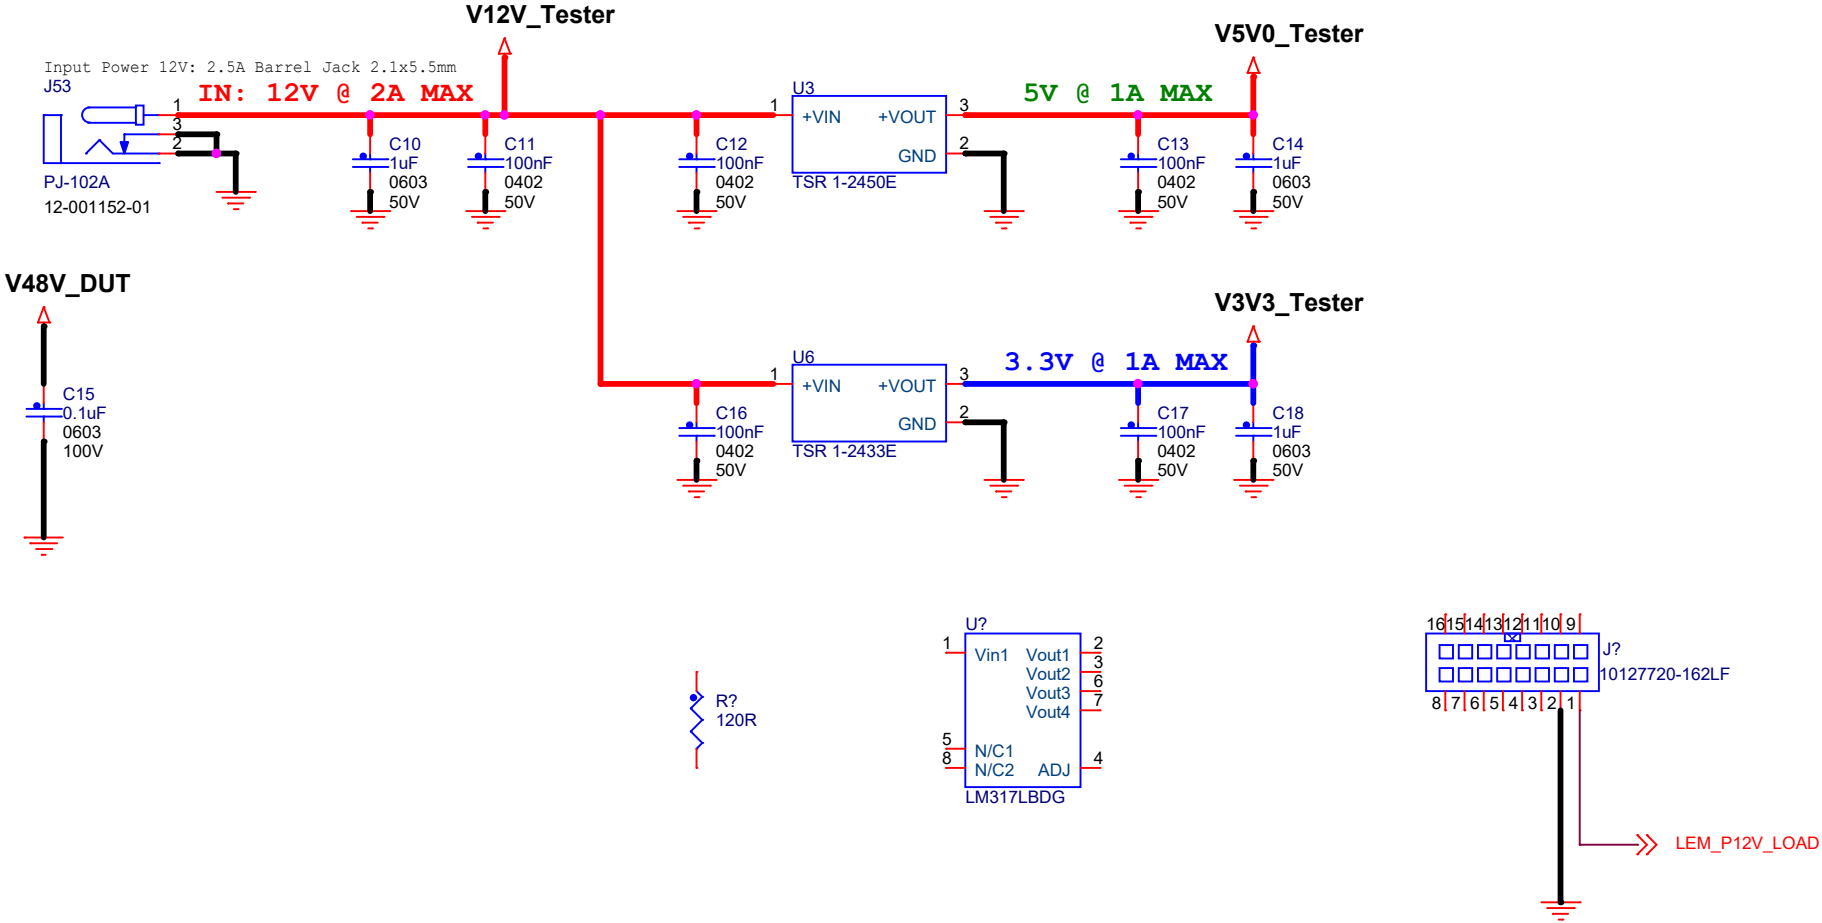 V12V_Tester
V5V0_Tester
Input Power 12V: 2.5A Barrel Jack 2.1x5.5mm
J53
IN: 12V @ 2A MAX
1
3
2
PJ-102A
12-001152-01
C10
1uF
0603
50V
C11
100nF
0402
50V
C12
100nF
0402
50V
U3
1
+VIN
+VOUT
3
GND
2
TSR 1-2450E
5V @ 1A MAX
C13
100nF
0402
50V
C14
1uF
0603
50V
V48V_DUT
C15
0.1uF
0603
100V
V3V3_Tester
U6
1
+VIN
+VOUT
3
GND
2
TSR 1-2433E
3.3V @ 1A MAX
C16
100nF
0402
50V
C17
100nF
0402
50V
C18
1uF
0603
50V
R?
120R
U?
1
Vin1
Vout1
2
Vout2
3
Vout3
6
Vout4
7
5
N/C1
8
N/C2
ADJ
4
LM317LBDG
16 15 14 13 12 11 10 9
J?
10127720-162LF
8 7 6 5 4 3 2 1
LEM_P12V_LOAD